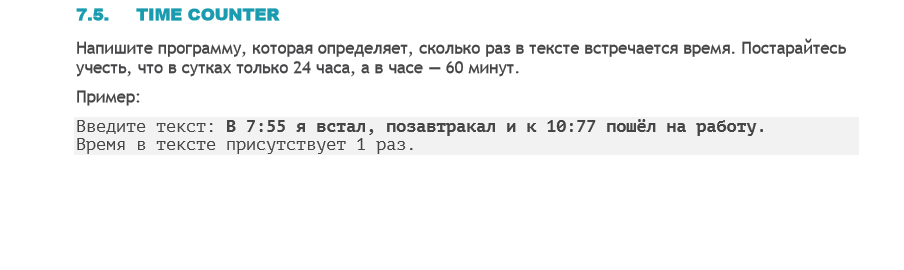 7.5. TIME COUNTER
Напишите программу, которая определяет, сколько раз в тексте встречается время. Постарайтесь
учесть, что в сутках только 24 часа, а в часе — 60 минут.
Пример:
Введите текст: В 7:55 я встал, позавтракал и к 10:77 пошёл на работу.
Время в тексте присутствует 1 раз.